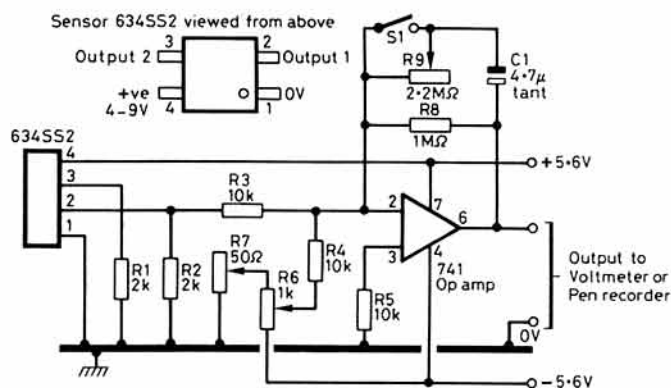 Sensor 634SS2 viewed from above
3
2
Output 2
Output 1
+ve
4-9V
0V
4
1
634SS2
4
3
2
1
S1
R9
2·2MΩ
C1
4·7μ
tant
R8
1MΩ
+5·6V
R3
10k
2
7
6
3
4
741
Op amp
R1
2k
R2
2k
R7
50Ω
R6
1k
R4
10k
R5
10k
Output to
Voltmeter or
Pen recorder
0V
-5·6V